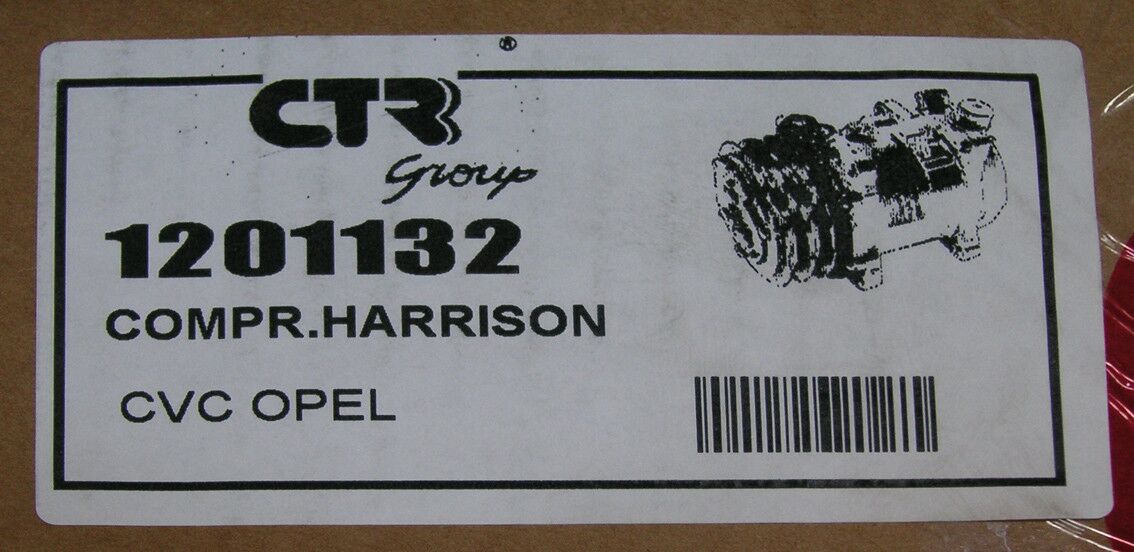 ®
CTR
Group
1201132
COMPR.HARRISON
CVC OPEL